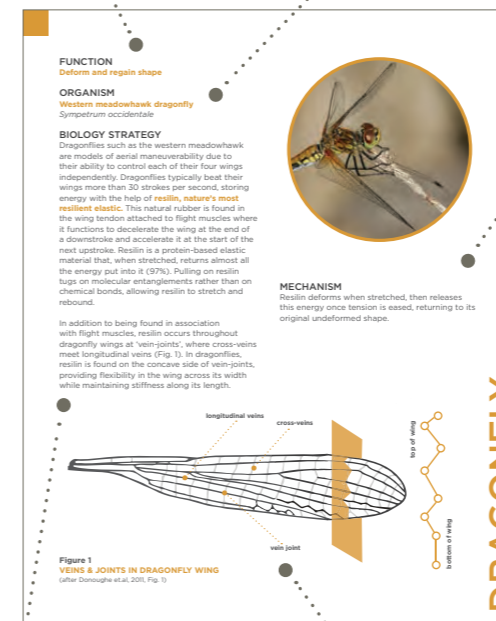 FUNCTION
Deform and regain shape
ORGANISM
Western meadowhawk dragonfly
Sympetrum occidentale
BIOLOGY STRATEGY
Dragonflies such as the western meadowhawk
are models of aerial maneuverability due to
their ability to control each of their four wings
independently. Dragonflies typically beat their
wings more than 30 strokes per second, storing
energy with the help of resilin, nature's most
resilient elastic. This natural rubber is found in
the wing tendon attached to flight muscles where
it functions to decelerate the wing at the end of
a downstroke and accelerate it at the start of the
next upstroke. Resilin is a protein-based elastic
material that, when stretched, returns almost all
the energy put into it (97%). Pulling on resilin
tugs on molecular entanglements rather than on
chemical bonds, allowing resilin to stretch and
rebound.
In addition to being found in association
with flight muscles, resilin occurs throughout
dragonfly wings at 'vein-joints', where cross-veins
meet longitudinal veins (Fig. 1). In dragonflies,
resilin is found on the concave side of vein-joints,
providing flexibility in the wing across its width
while maintaining stiffness along its length.
MECHANISM
Resilin deforms when stretched, then releases
this energy once tension is eased, returning to its
original undeformed shape.
longitudinal veins
cross-veins
vein joint
top of wing
bottom of wing
Figure 1
VEINS & JOINTS IN DRAGONFLY WING
(after Donoughe et.al, 2011, Fig. 1)
DRAGONFLY